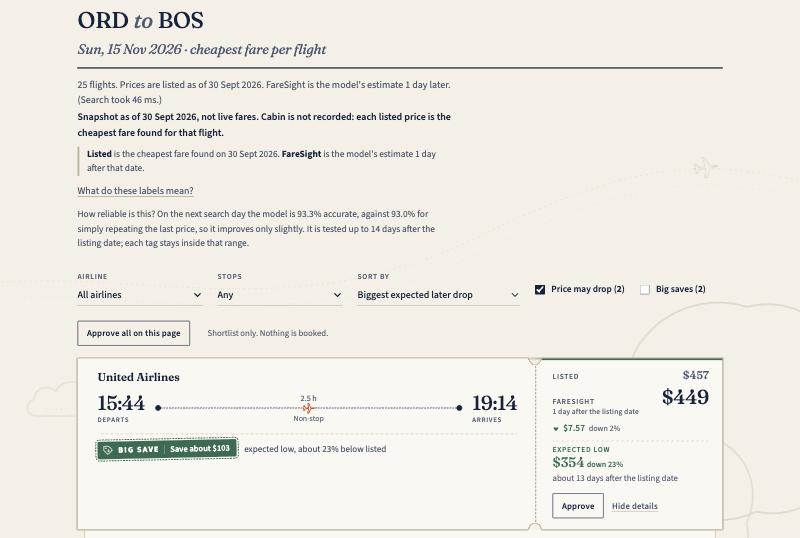 ORD to BOS
Sun, 15 Nov 2026 · cheapest fare per flight
25 flights. Prices are listed as of 30 Sept 2026. FareSight is the model's estimate 1 day later.
(Search took 46 ms.)
Snapshot as of 30 Sept 2026, not live fares. Cabin is not recorded: each listed price is the
cheapest fare found for that flight.
Listed is the cheapest fare found on 30 Sept 2026. FareSight is the model's estimate 1 day
after that date.
What do these labels mean?
How reliable is this? On the next search day the model is 93.3% accurate, against 93.0% for
simply repeating the last price, so it improves only slightly. It is tested up to 14 days after the
listing date; each tag stays inside that range.
AIRLINE
STOPS
SORT BY
All airlines
Any
Biggest expected later drop
Price may drop (2)
Big saves (2)
Approve all on this page
Shortlist only. Nothing is booked.
United Airlines
15:44
DEPARTS
2.5 h
Non-stop
19:14
ARRIVES
BIG SAVE
Save about $103
expected low, about 23% below listed
LISTED
$457
FARESIGHT
$449
1 day after the listing date
$7.57 down 2%
EXPECTED LOW
$354 down 23%
about 13 days after the listing date
Approve
Hide details